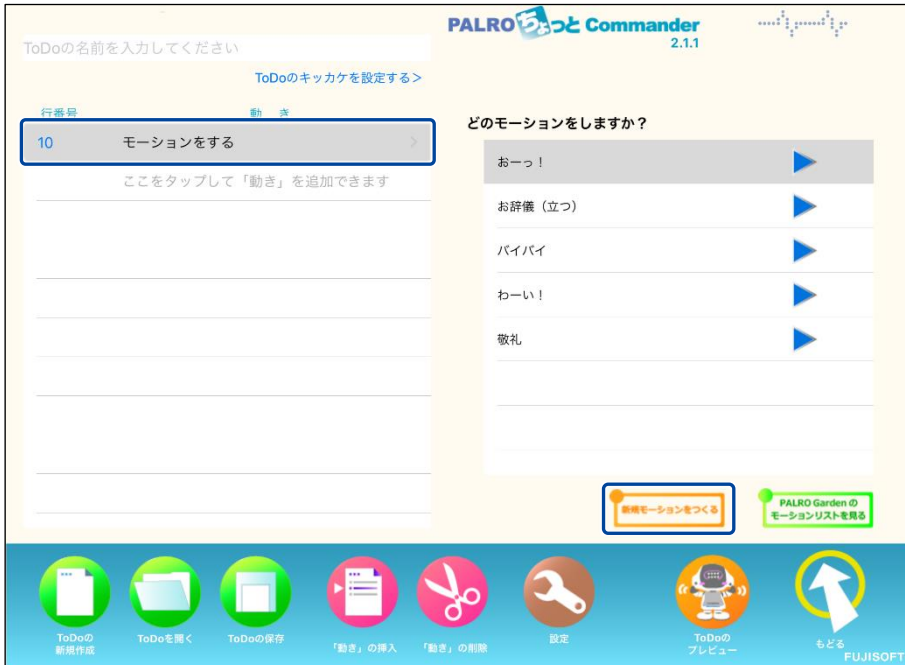 PALRO ちょっと Commander
2.1.1
ToDoの名前を入力してください
ToDoのキッカケを設定する>
行番号 動 き
10 モーションをする >
ここをタップして「動き」を追加できます
どのモーションをしますか？
おーっ！
お辞儀（立つ）
バイバイ
わーい！
敬礼
新規モーションをつくる
PALRO Garden の
モーションリストを見る
ToDoの
新規作成
ToDoを開く
ToDoの保存
「動き」の挿入
「動き」の削除
設定
ToDoの
プレビュー
もどる
FUJISOFT